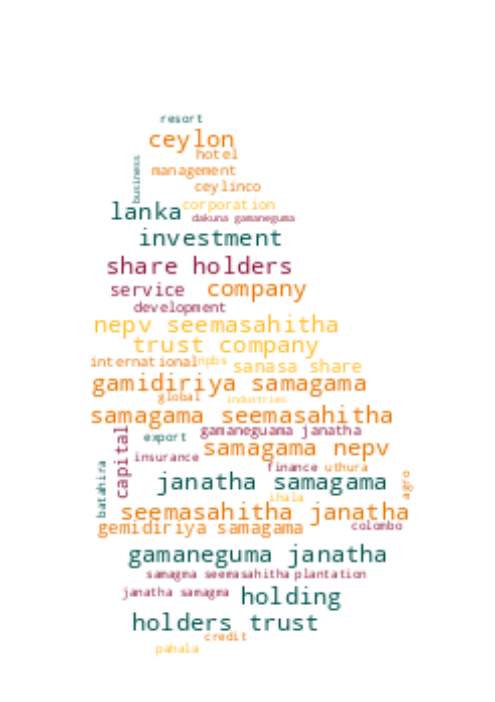 resort
ceylon
hotel
business
management
ceylinco
corporation
lanka
dakuna gamaneguma
investment
share holders
service
company
development
nepv seemasahitha
trust company
international
npbs
sanasa share
gamidiriya samagama
global
industries
samagama seemasahitha
gamaneguama janatha
capital
export
samagama nepv
insurance
finance
uthura
batahira
janatha samagama
agro
ihala
seemasahitha janatha
gemidiriya samagama
colombo
gamaneguma janatha
samagma seemasahitha
plantation
janatha samagma
holding
holders trust
credit
pahala